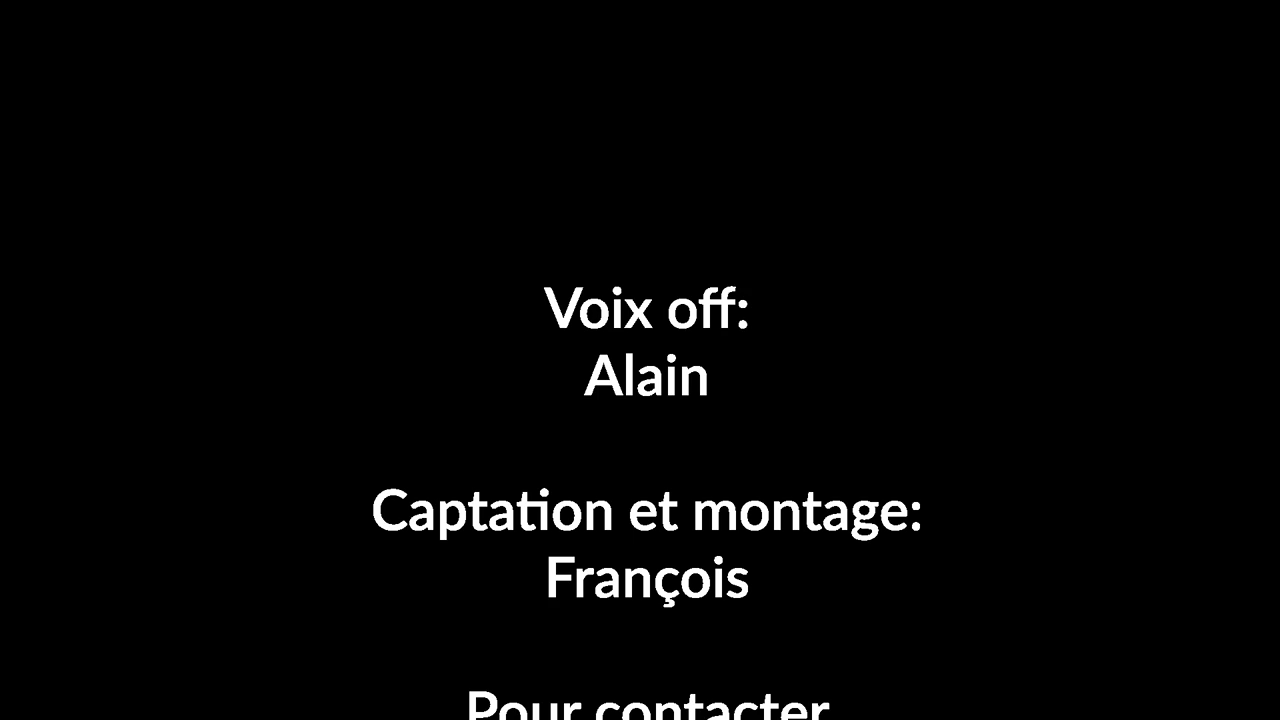 Voix off:
Alain
Captation et montage:
François
Pour contacter